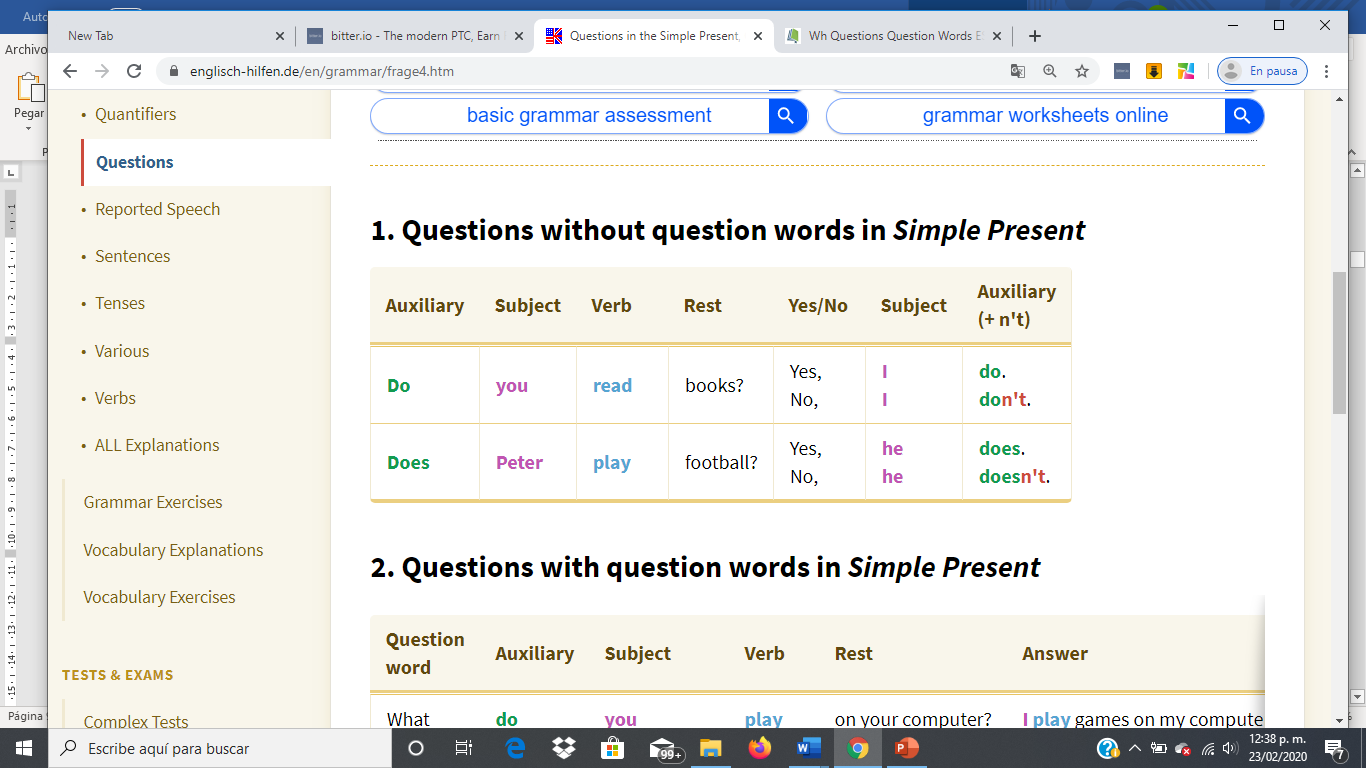 Auto
Archivo
Pegar
New Tab
bitter.io - The modern PTC, Earn
Questions in the Simple Present,
Wh Questions Question Words E
englisch-hilfen.de/en/grammar/frage4.htm
En pausa
• Quantifiers
Questions
• Reported Speech
• Sentences
• Tenses
• Various
• Verbs
• ALL Explanations
Grammar Exercises
Vocabulary Explanations
Vocabulary Exercises
TESTS & EXAMS
Complex Tests
basic grammar assessment
grammar worksheets online
1. Questions without question words in Simple Present
Auxiliary Subject Verb Rest Yes/No Subject Auxiliary (+ n't)
Do you read books? Yes, I do.
No, I don't.
Does Peter play football? Yes, he does.
No, he doesn't.
2. Questions with question words in Simple Present
Question word Auxiliary Subject Verb Rest Answer
What do you play on your computer? I play games on my compute
Página
Escribe aquí para buscar
99+
12:38 p. m.
23/02/2020
7